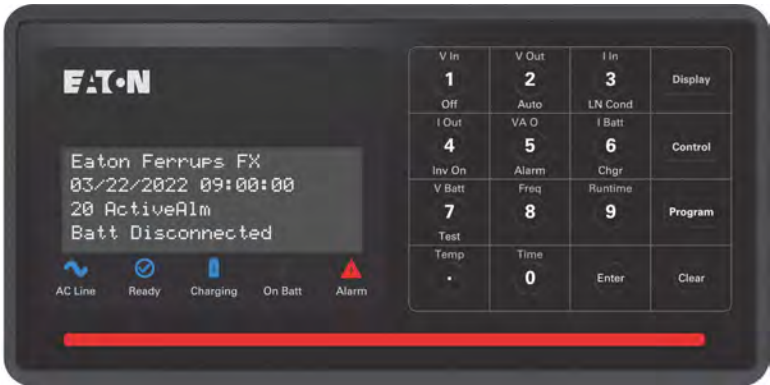 EATON
Eaton Ferrups FX
03/22/2022 09:00:00
20 ActiveAlm
Batt Disconnected
AC Line
Ready
Charging
On Batt
Alarm
V In
V Out
I In
1
2
3
Display
Off
Auto
LN Cond
I Out
VA O
I Batt
4
5
6
Control
Inv On
Alarm
Chgr
V Batt
Freq
Runtime
7
8
9
Program
Test
Temp
Time
.
0
Enter
Clear